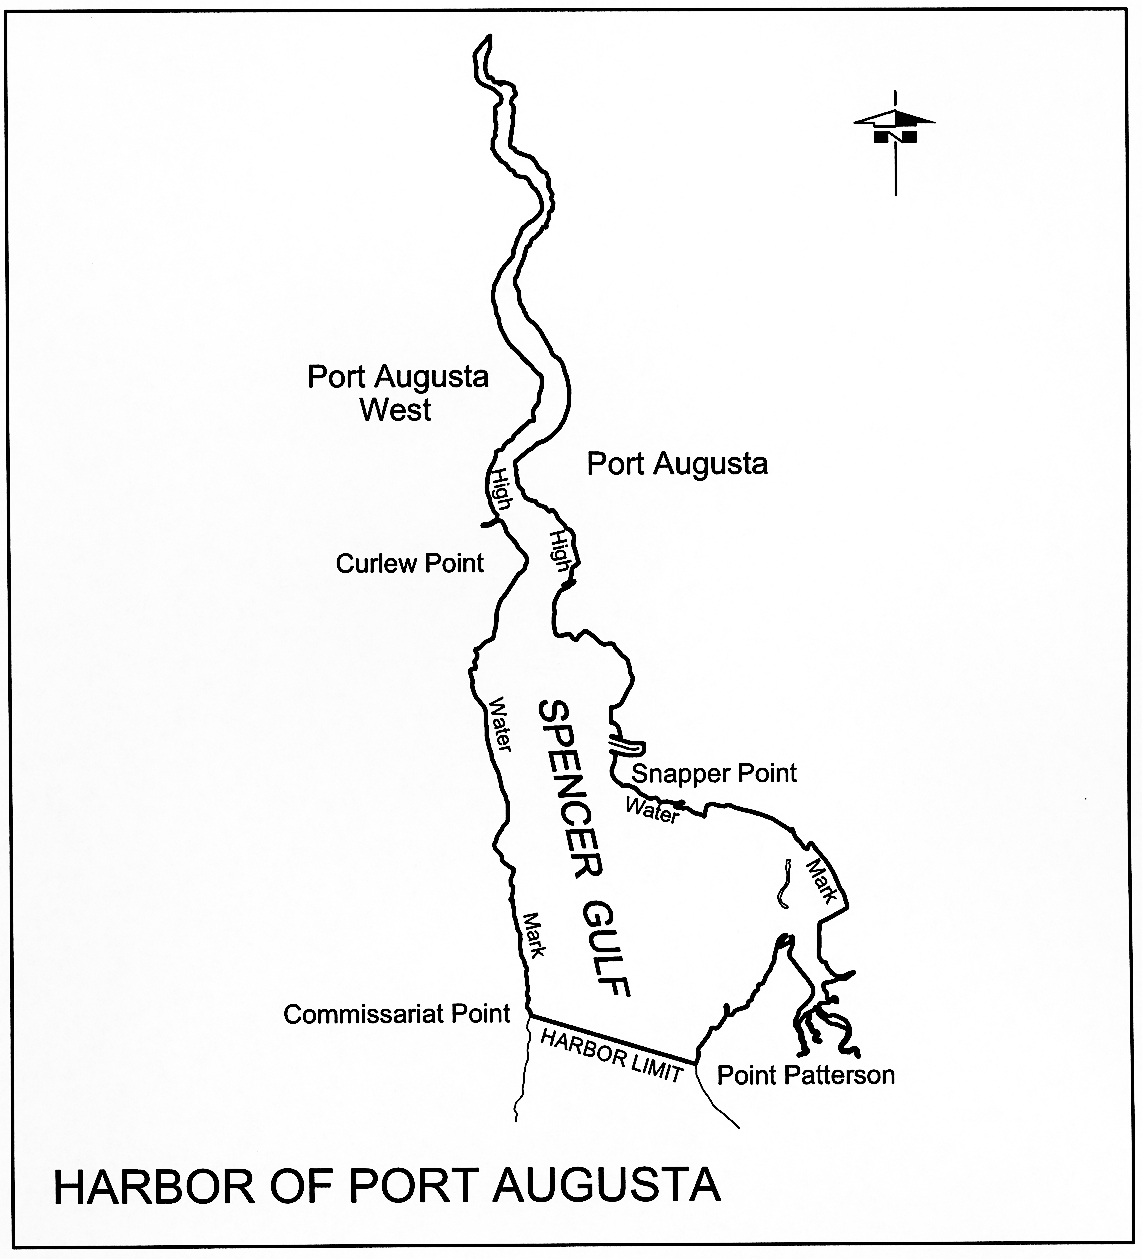 N
Port Augusta
West
Port Augusta
High
High
Curlew Point
Water
SPENCER GULF
Snapper Point
Water
Mark
Mark
Commissariat Point
HARBOR LIMIT
Point Patterson
HARBOR OF PORT AUGUSTA